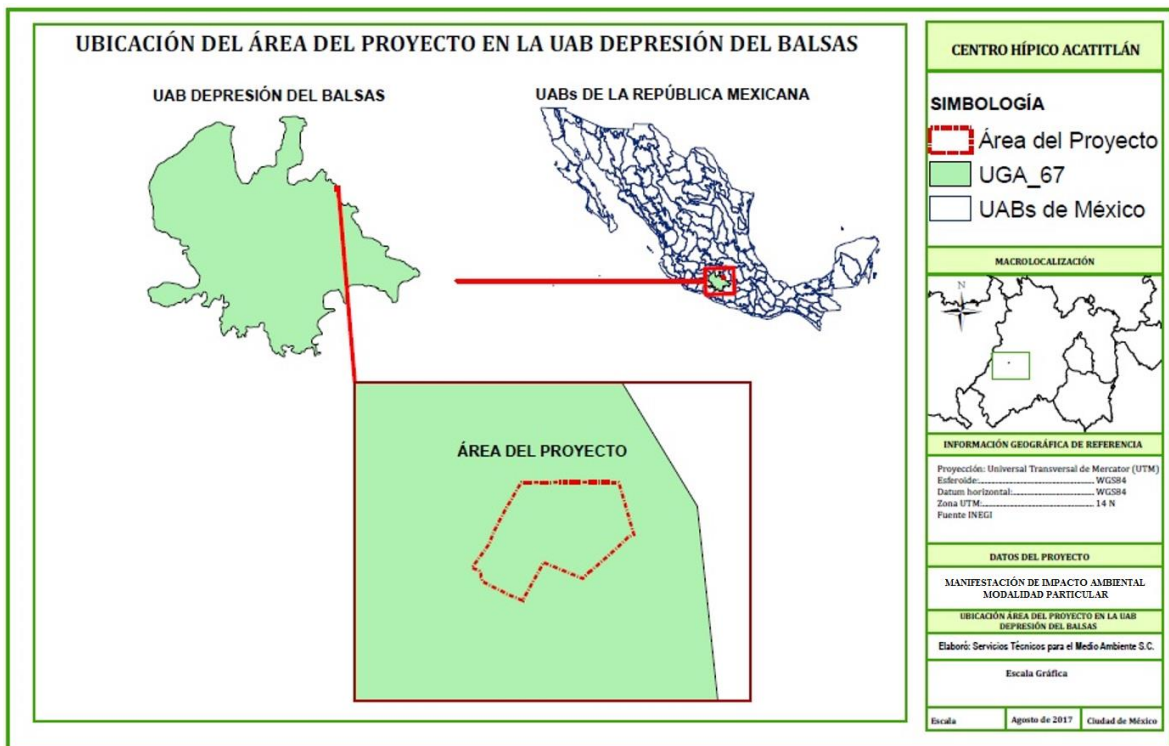 UBICACIÓN DEL ÁREA DEL PROYECTO EN LA UAB DEPRESIÓN DEL BALSAS
UAB DEPRESIÓN DEL BALSAS
UABs DE LA REPÚBLICA MEXICANA
ÁREA DEL PROYECTO
CENTRO HÍPICO ACATITLÁN
SIMBOLOGÍA
Área del Proyecto
UGA_67
UABs de México
MACROLOCALIZACIÓN
N
INFORMACIÓN GEOGRÁFICA DE REFERENCIA
Proyección: Universal Transversal de Mercator (UTM)
Esferoide:.................................... WGS84
Datum horizontal:......................... WGS84
Zona UTM:................................... 14 N
Fuente INEGI
DATOS DEL PROYECTO
MANIFESTACIÓN DE IMPACTO AMBIENTAL
MODALIDAD PARTICULAR
UBICACIÓN ÁREA DEL PROYECTO EN LA UAB
DEPRESIÓN DEL BALSAS
Elaboró: Servicios Técnicos para el Medio Ambiente S.C.
Escala Gráfica
Escala Agosto de 2017 Ciudad de México